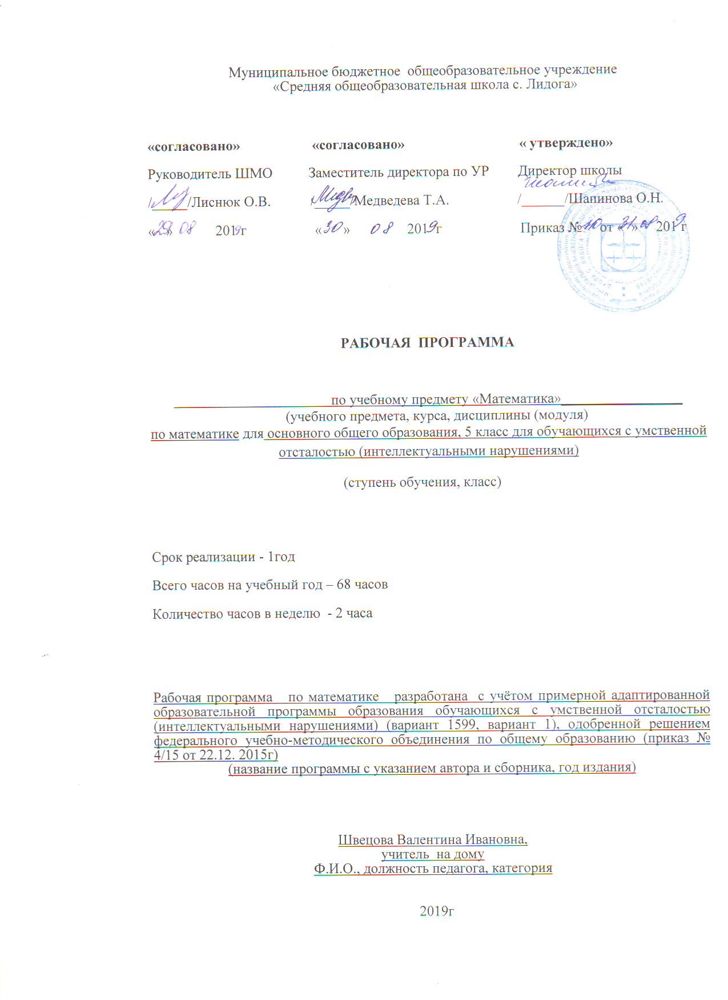 Муниципальное бюджетное общеобразовательное учреждение
«Средняя общеобразовательная школа с. Лидога»
«согласовано» «согласовано» « утверждено»
Руководитель ШМО Заместитель директора по УР Директор школы
/_____/Лиснюк О.В. /_____/Медведева Т.А. /______/Шапинова О.Н.
«29» 08 2019г «30» 08 2019г Приказ № от «31» 08 2019 г
РАБОЧАЯ ПРОГРАММА
по учебному предмету «Математика»
(учебного предмета, курса, дисциплины (модуля)
по математике для основного общего образования, 5 класс для обучающихся с умственной
отсталостью (интеллектуальными нарушениями)
(ступень обучения, класс)
Срок реализации - 1год
Всего часов на учебный год – 68 часов
Количество часов в неделю - 2 часа
Рабочая программа по математике разработана с учётом примерной адаптированной
образовательной программы образования обучающихся с умственной отсталостью
(интеллектуальными нарушениями) (вариант 1599, вариант 1), одобренной решением
федерального учебно-методического объединения по общему образованию (приказ №
4/15 от 22.12. 2015г)
(название программы с указанием автора и сборника, год издания)
Швецова Валентина Ивановна,
учитель на дому
Ф.И.О., должность педагога, категория
2019г